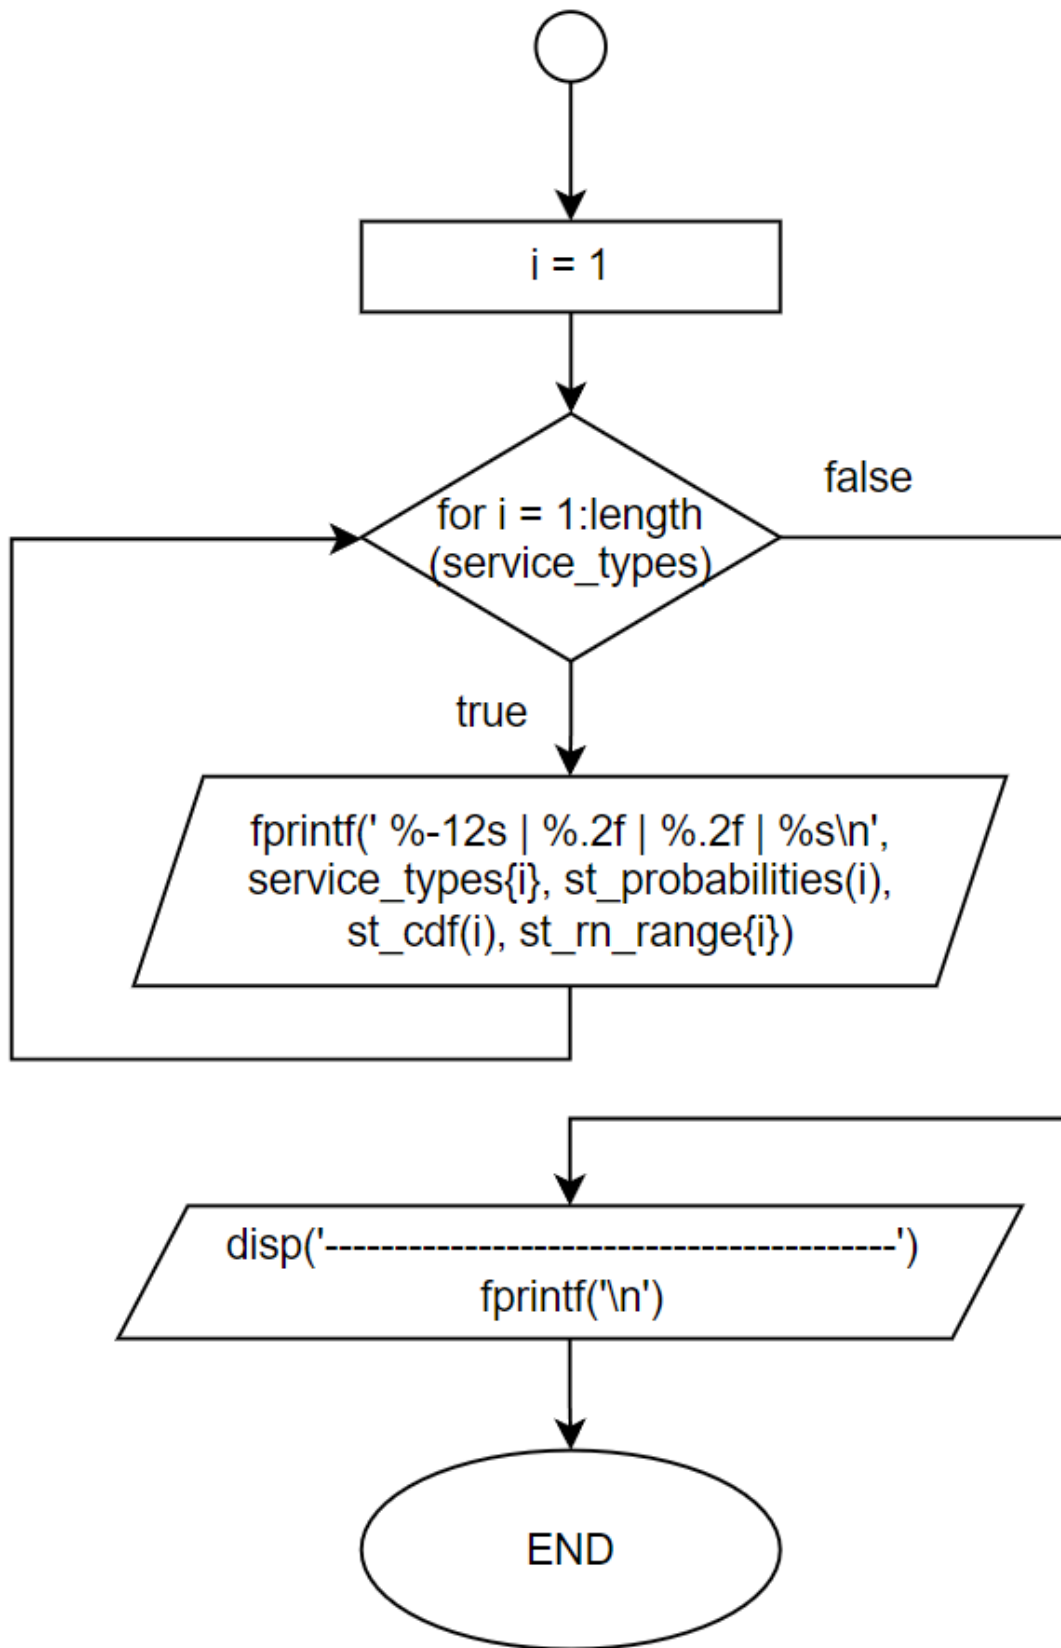 i = 1
for i = 1:length
(service_types)
false
true
fprintf(' %-12s | %.2f | %.2f | %s\n',
service_types{i}, st_probabilities(i),
st_cdf(i), st_rn_range{i})
disp('------------------------------------------')
fprintf('\n')
END